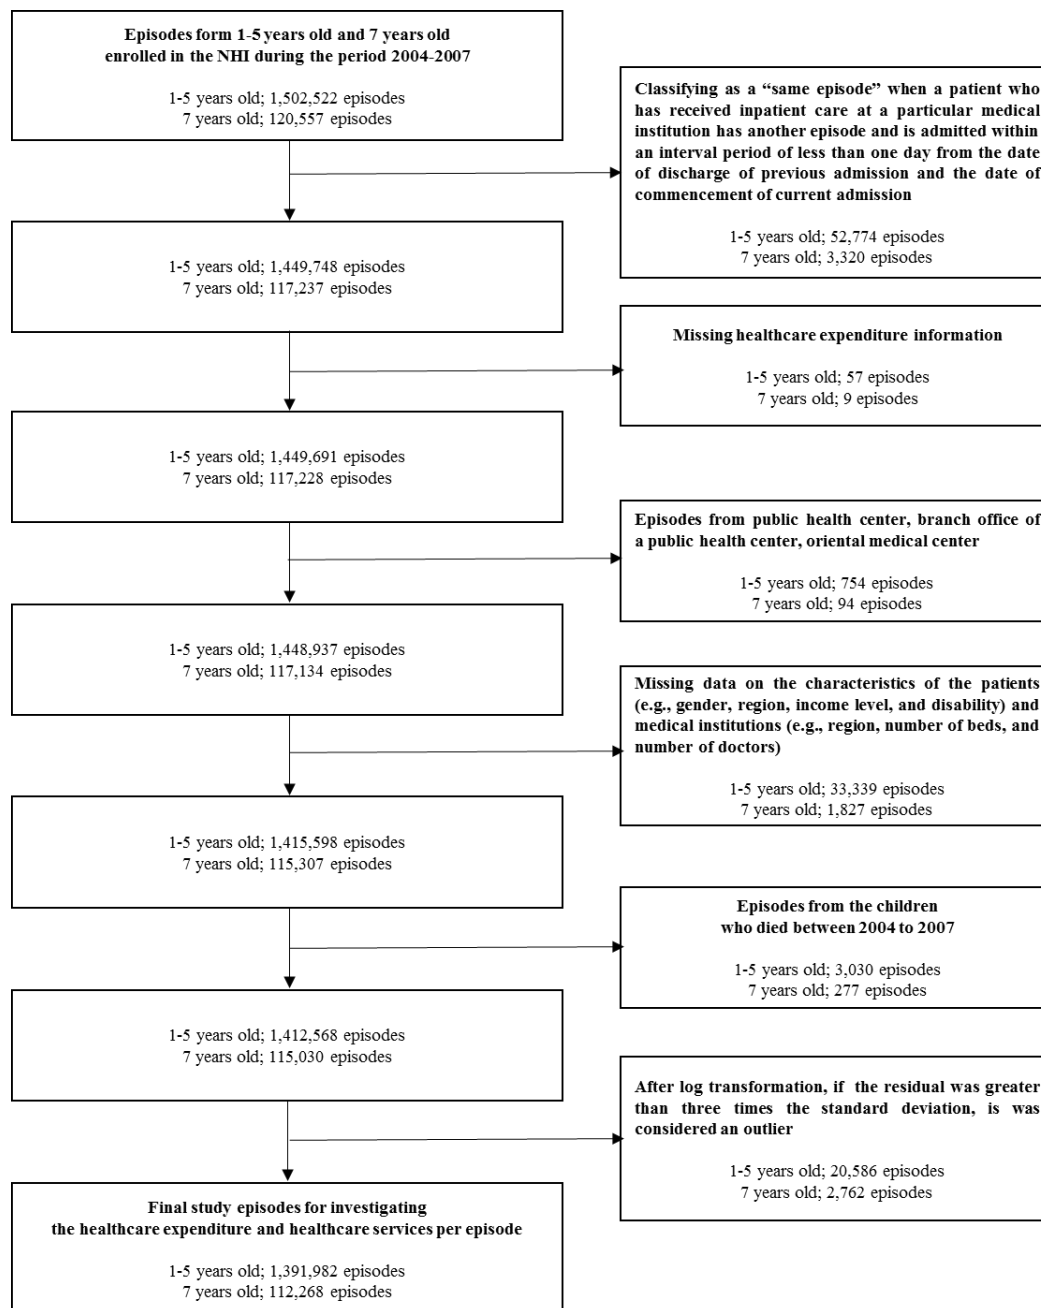 Episodes form 1-5 years old and 7 years old
enrolled in the NHI during the period 2004-2007
1-5 years old; 1,502,522 episodes
7 years old; 120,557 episodes
Classifying as a “same episode” when a patient who
has received inpatient care at a particular medical
institution has another episode and is admitted within
an interval period of less than one day from the date
of discharge of previous admission and the date of
commencement of current admission
1-5 years old; 52,774 episodes
7 years old; 3,320 episodes
1-5 years old; 1,449,748 episodes
7 years old; 117,237 episodes
Missing healthcare expenditure information
1-5 years old; 57 episodes
7 years old; 9 episodes
1-5 years old; 1,449,691 episodes
7 years old; 117,228 episodes
Episodes from public health center, branch office of
a public health center, oriental medical center
1-5 years old; 754 episodes
7 years old; 94 episodes
1-5 years old; 1,448,937 episodes
7 years old; 117,134 episodes
Missing data on the characteristics of the patients
(e.g., gender, region, income level, and disability) and
medical institutions (e.g., region, number of beds, and
number of doctors)
1-5 years old; 33,339 episodes
7 years old; 1,827 episodes
1-5 years old; 1,415,598 episodes
7 years old; 115,307 episodes
Episodes from the children
who died between 2004 to 2007
1-5 years old; 3,030 episodes
7 years old; 277 episodes
1-5 years old; 1,412,568 episodes
7 years old; 115,030 episodes
After log transformation, if the residual was greater
than three times the standard deviation, is was
considered an outlier
1-5 years old; 20,586 episodes
7 years old; 2,762 episodes
Final study episodes for investigating
the healthcare expenditure and healthcare services per episode
1-5 years old; 1,391,982 episodes
7 years old; 112,268 episodes